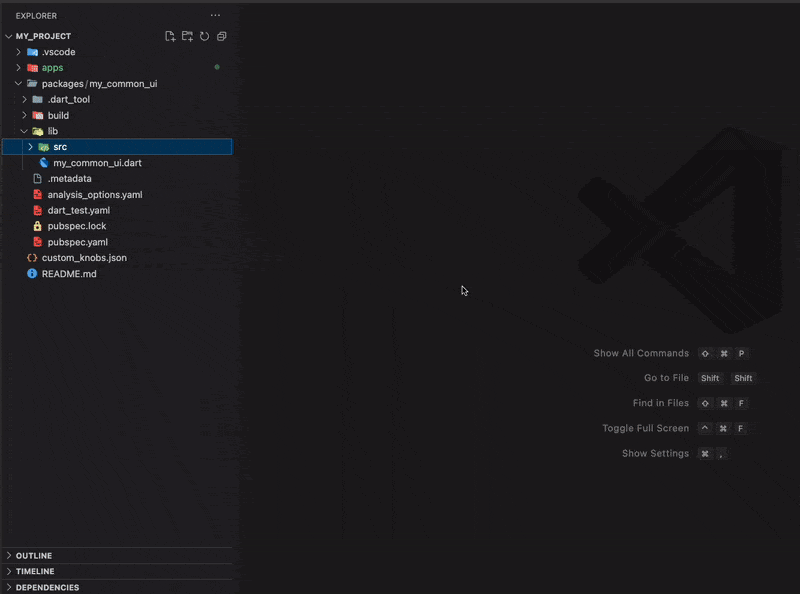 EXPLORER
MY_PROJECT
.vscode
apps
packages/my_common_ui
.dart_tool
build
lib
src
my_common_ui.dart
.metadata
analysis_options.yaml
dart_test.yaml
pubspec.lock
pubspec.yaml
custom_knobs.json
README.md
Show All Commands ⇧ ⌘ P
Go to File Shift Shift
Find in Files ⇧ ⌘ F
Toggle Full Screen ^ ⌘ F
Show Settings ⌘ ,
OUTLINE
TIMELINE
DEPENDENCIES